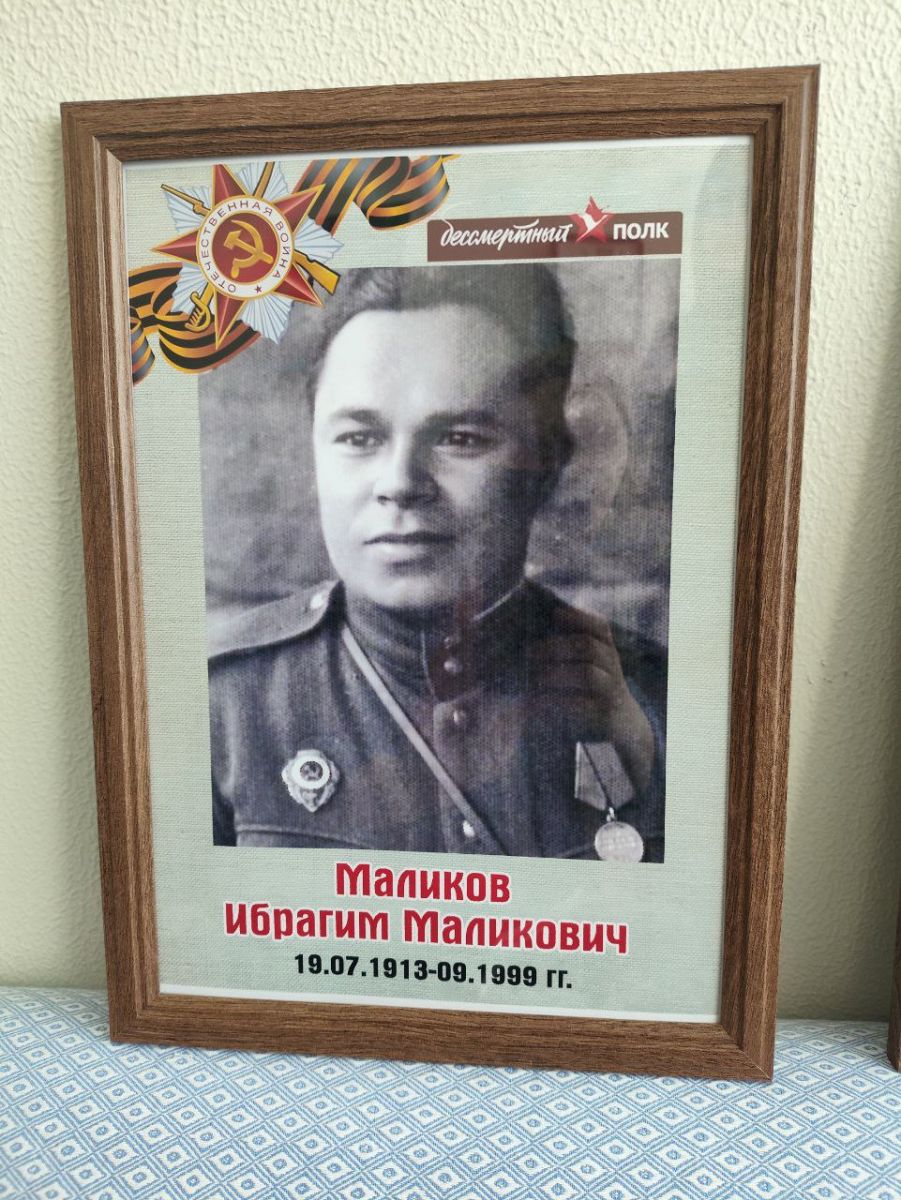 ОТЕЧЕСТВЕННАЯ ВОЙНА
бессмертный ПОЛК
Маликов
Ибрагим Маликович
19.07.1913-09.1999 гг.